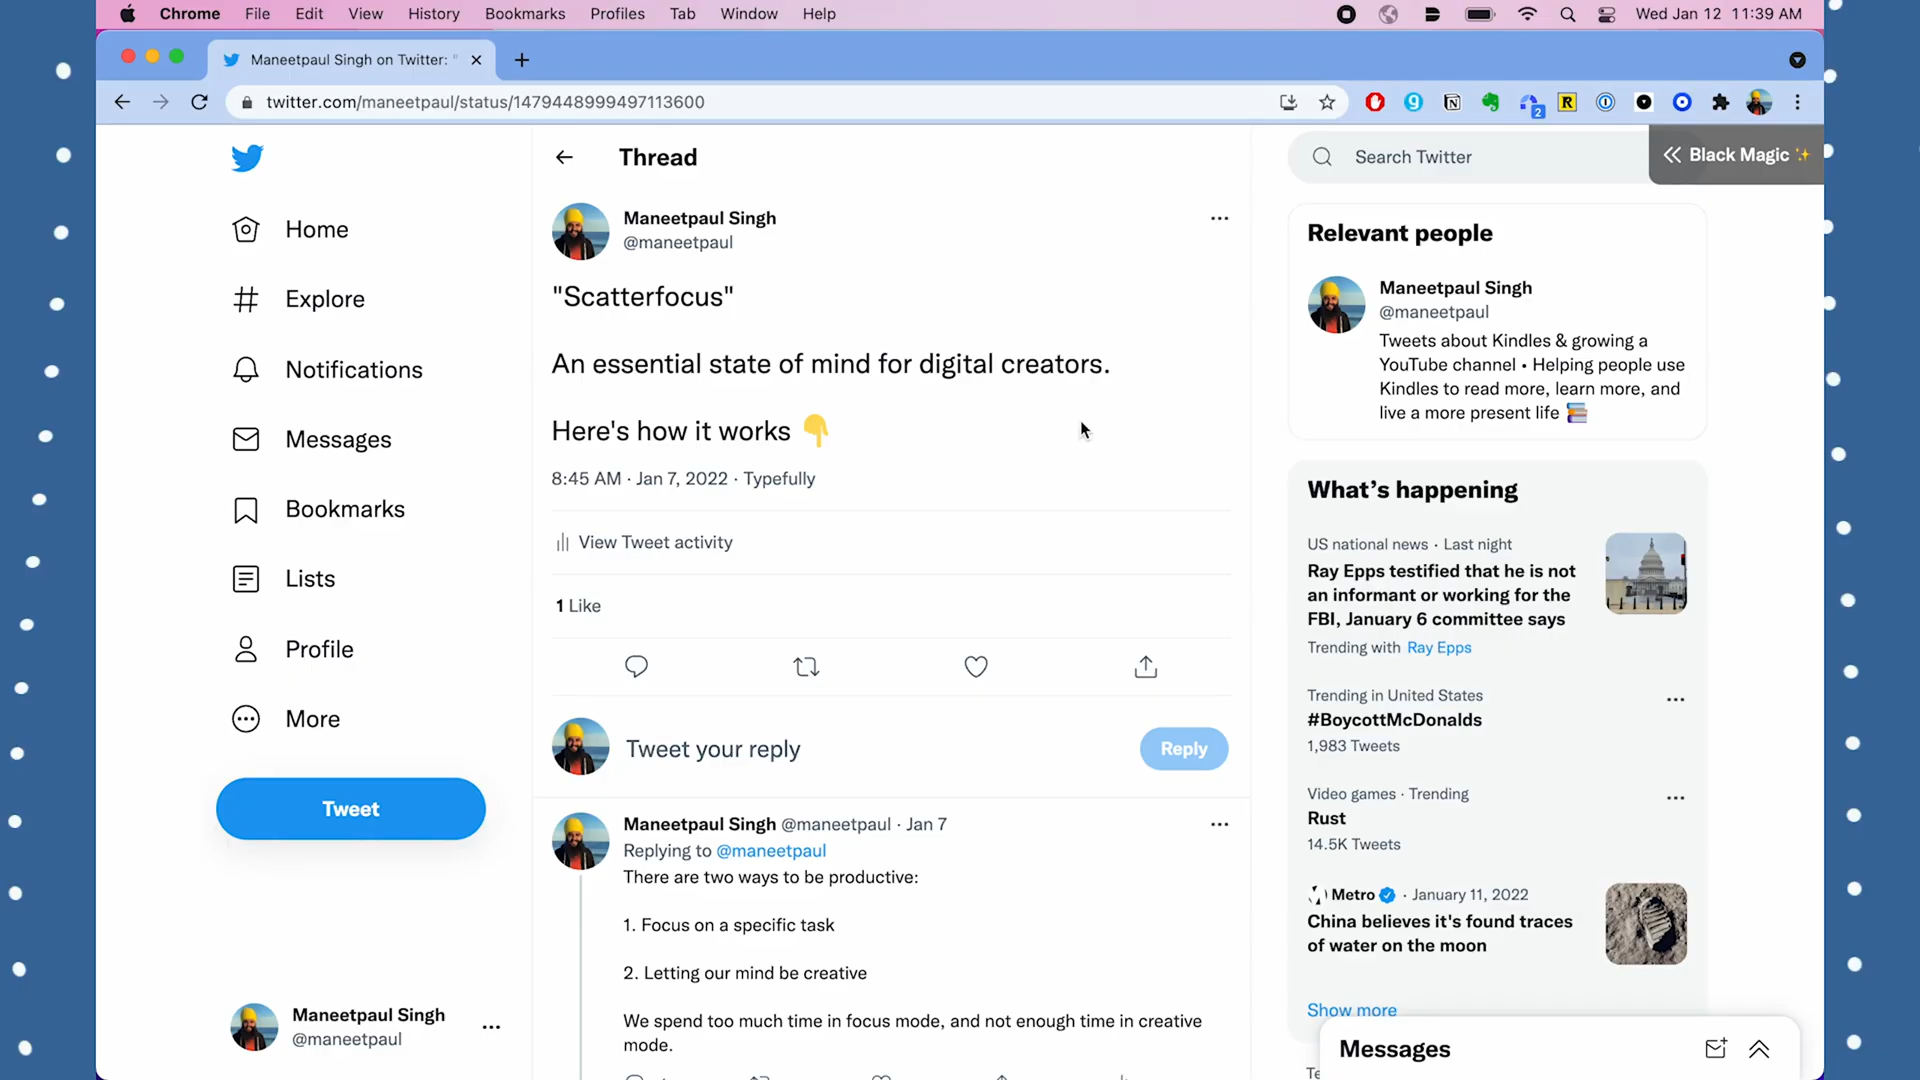 Chrome File Edit View History Bookmarks Profiles Tab Window Help Wed Jan 12 11:39 AM
Maneetpaul Singh on Twitter: "
twitter.com/maneetpaul/status/1479448999497113600
2
Home
Explore
Notifications
Messages
Bookmarks
Lists
Profile
More
Tweet
Maneetpaul Singh
@maneetpaul
Thread
Maneetpaul Singh
@maneetpaul
"Scatterfocus"
An essential state of mind for digital creators.
Here's how it works
8:45 AM · Jan 7, 2022 · Typefully
View Tweet activity
1 Like
Tweet your reply
Reply
Maneetpaul Singh @maneetpaul · Jan 7
Replying to @maneetpaul
There are two ways to be productive:
1. Focus on a specific task
2. Letting our mind be creative
We spend too much time in focus mode, and not enough time in creative
mode.
Search Twitter
Black Magic
Relevant people
Maneetpaul Singh
@maneetpaul
Tweets about Kindles & growing a
YouTube channel • Helping people use
Kindles to read more, learn more, and
live a more present life
What's happening
US national news · Last night
Ray Epps testified that he is not
an informant or working for the
FBI, January 6 committee says
Trending with Ray Epps
Trending in United States
#BoycottMcDonalds
1,983 Tweets
Video games · Trending
Rust
14.5K Tweets
Metro · January 11, 2022
China believes it's found traces
of water on the moon
Show more
Messages